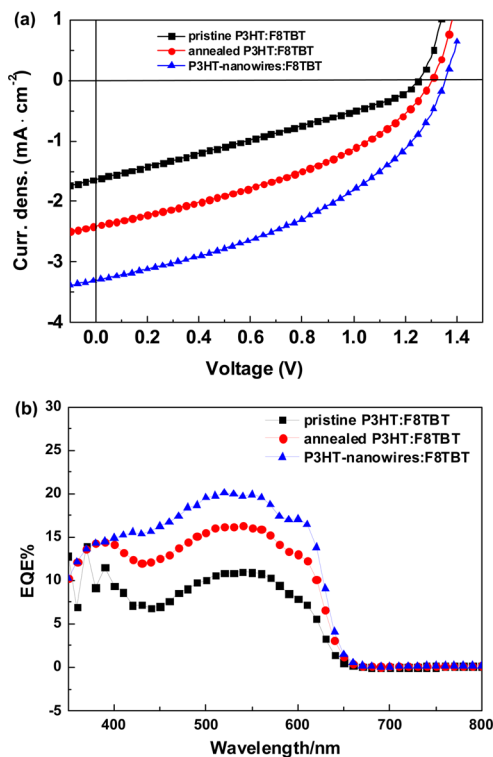 (a)
pristine P3HT:F8TBT
annealed P3HT:F8TBT
P3HT-nanowires:F8TBT
1
0
-1
-2
-3
-4
Curr. dens. (mA · cm⁻²)
0.0 0.2 0.4 0.6 0.8 1.0 1.2 1.4
Voltage (V)
(b)
pristine P3HT:F8TBT
annealed P3HT:F8TBT
P3HT-nanowires:F8TBT
30
25
20
15
10
5
0
-5
EQE%
400 500 600 700 800
Wavelength/nm